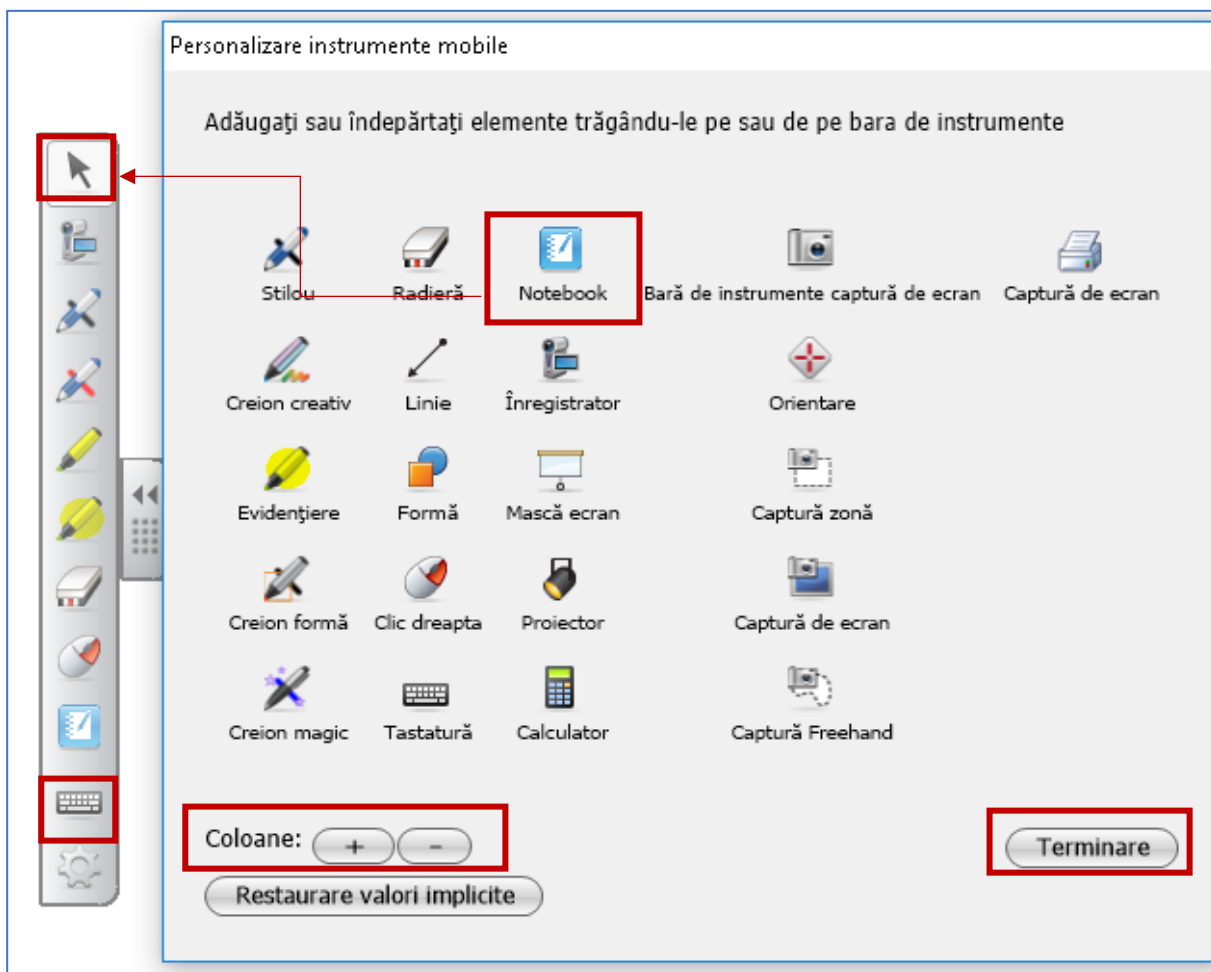 Personalizare instrumente mobile
Adăugaţi sau îndepărtaţi elemente trăgându-le pe sau de pe bara de instrumente
Stilou Radieră Notebook Bară de instrumente captură de ecran Captură de ecran
Creion creativ Linie Înregistrator Orientare
Evidenţiere Formă Mască ecran Captură zonă
Creion formă Clic dreapta Proiector Captură de ecran
Creion magic Tastatură Calculator Captură Freehand
Coloane: + - Terminare
Restaurare valori implicite